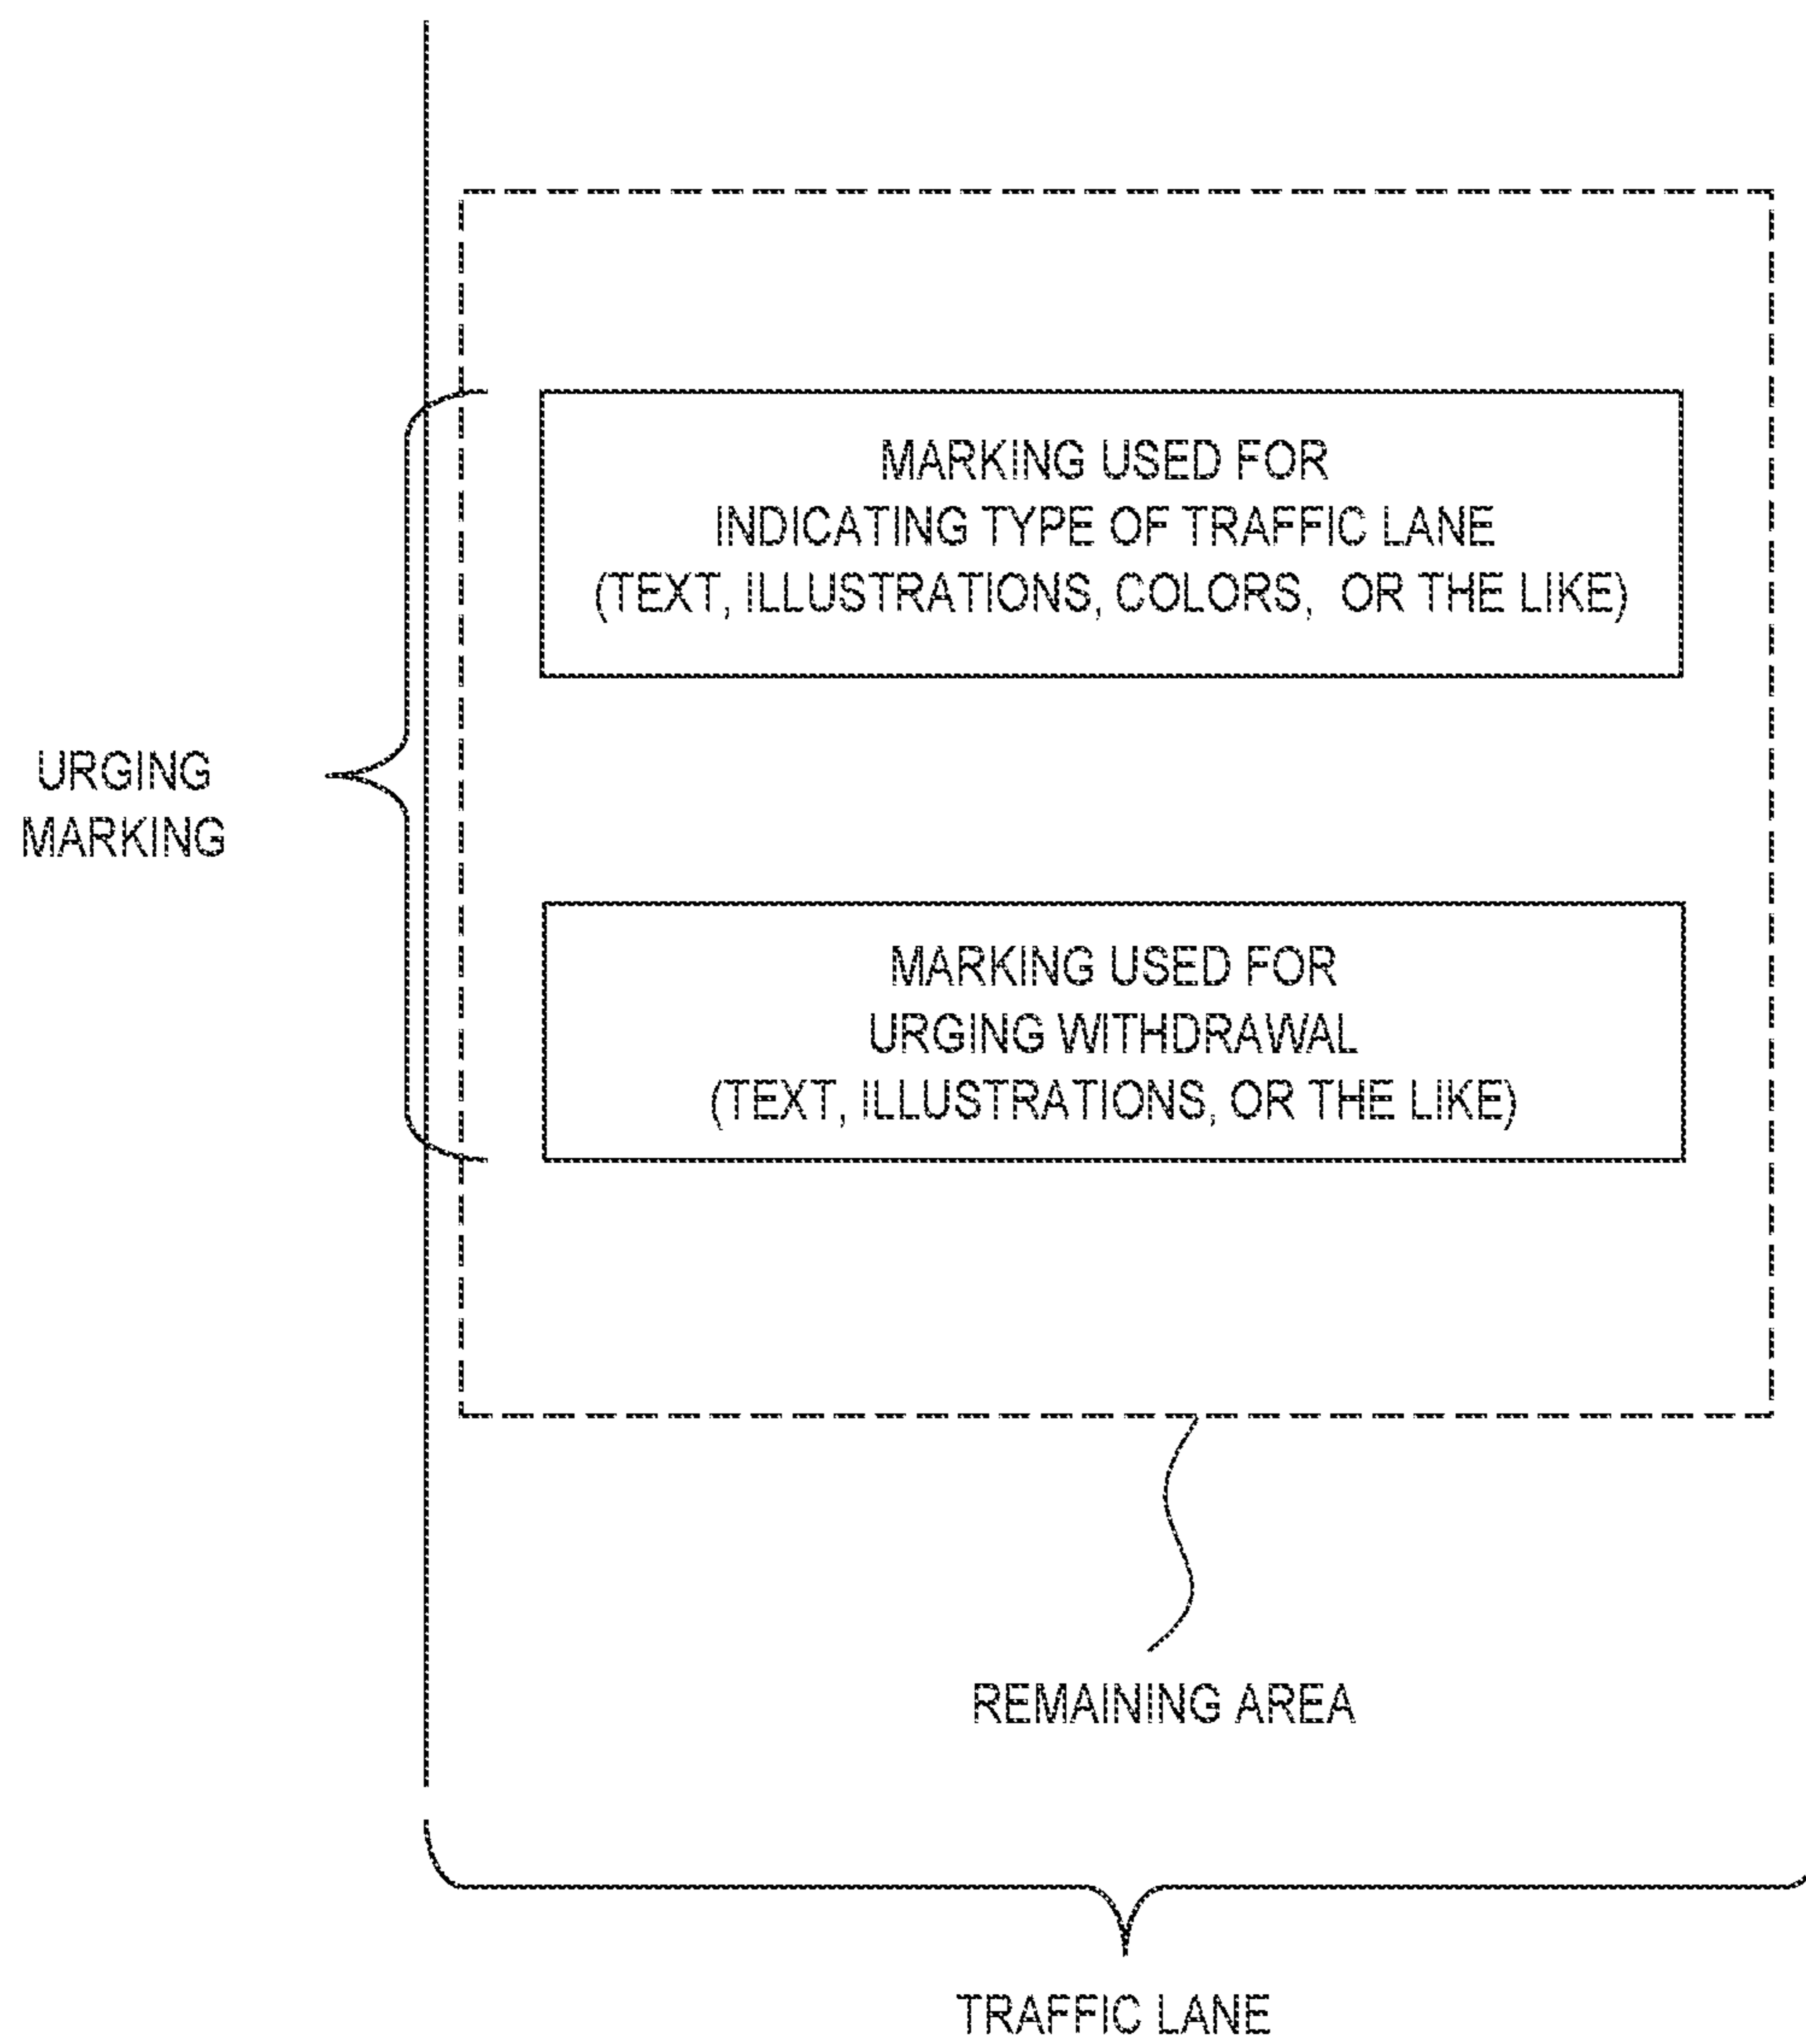 MARKING USED FOR
INDICATING TYPE OF TRAFFIC LANE
(TEXT, ILLUSTRATIONS, COLORS, OR THE LIKE)
URGING
MARKING
MARKING USED FOR
URGING WITHDRAWAL
(TEXT, ILLUSTRATIONS, OR THE LIKE)
REMAINING AREA
TRAFFIC LANE